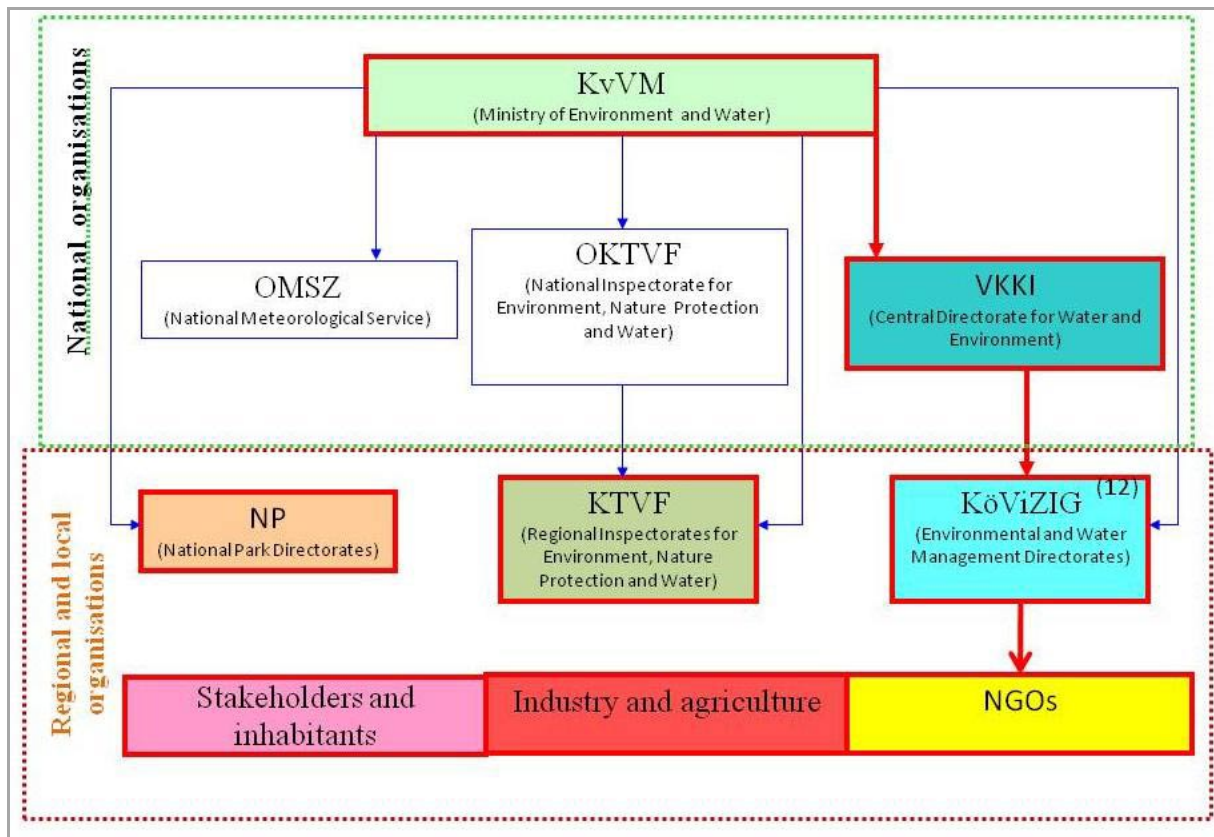 National organisations
KvVM
(Ministry of Environment and Water)
OMSZ
(National Meteorological Service)
OKTVF
(National Inspectorate for
Environment, Nature Protection
and Water)
VKKI
(Central Directorate for Water and
Environment)
Regional and local
organisations
NP
(National Park Directorates)
KTVF
(Regional Inspectorates for
Environment, Nature
Protection and Water)
KöViZIG (12)
(Environmental and Water
Management Directorates)
Stakeholders and
inhabitants
Industry and agriculture
NGOs